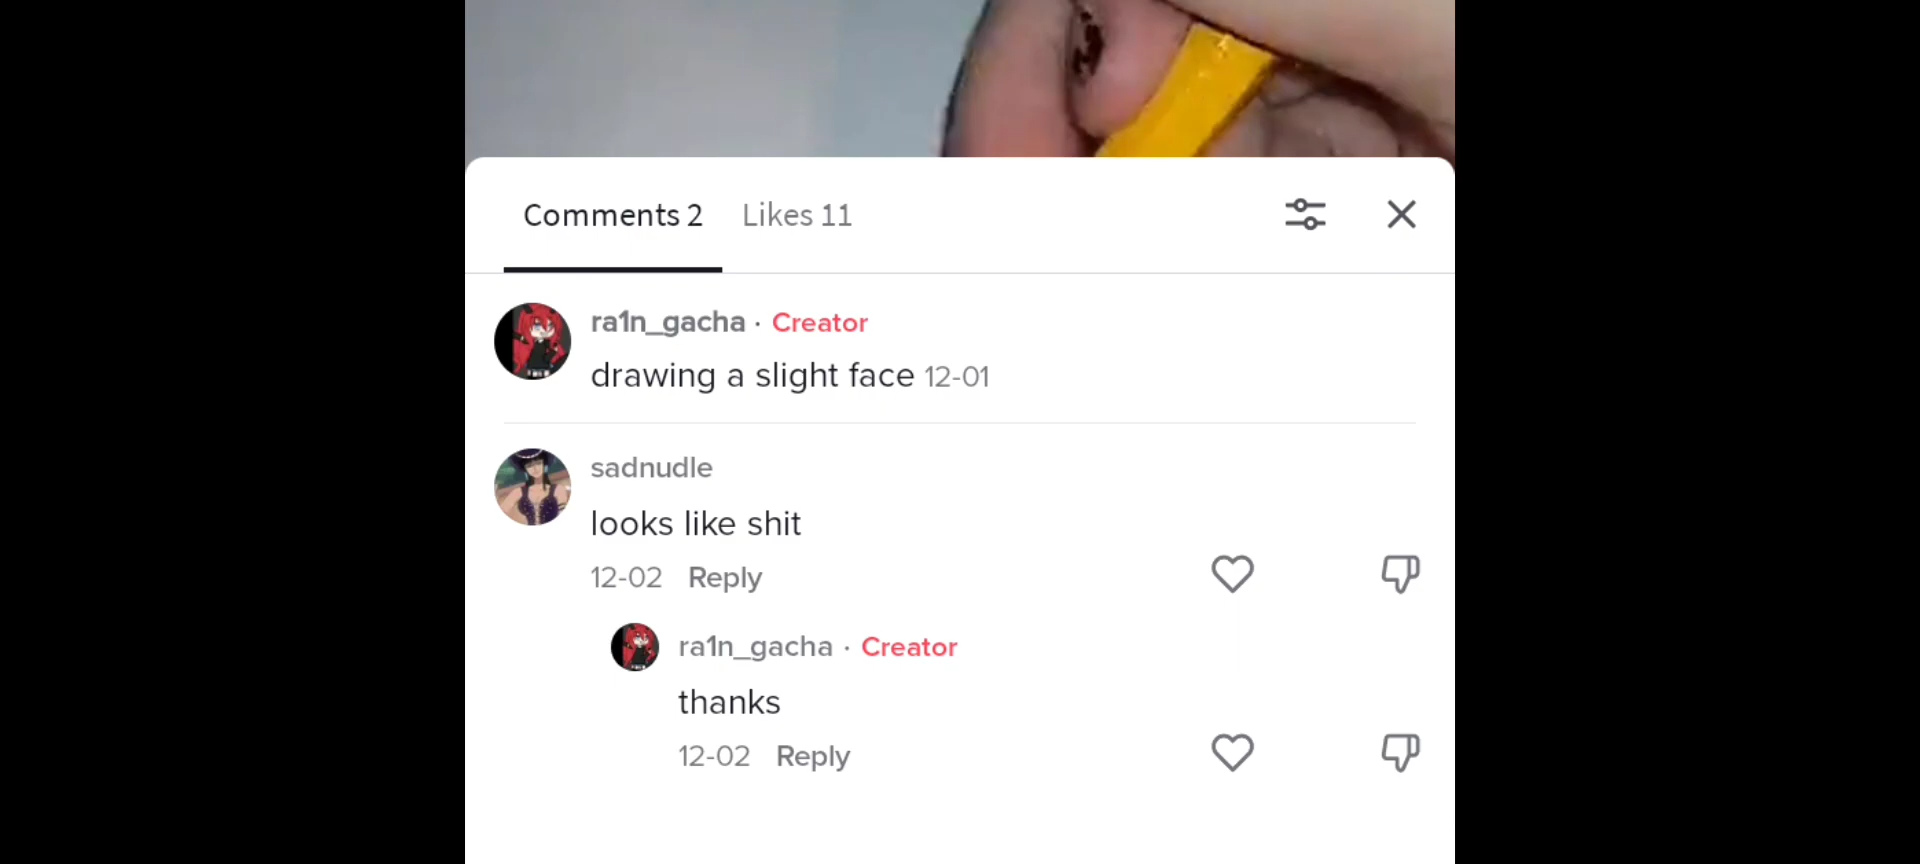 Comments 2 Likes 11
ra1n_gacha · Creator
drawing a slight face 12-01
sadnudle
looks like shit
12-02 Reply
ra1n_gacha · Creator
thanks
12-02 Reply